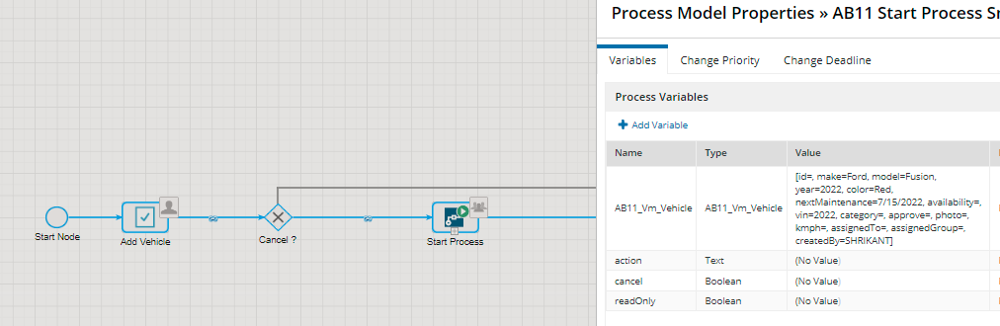 Process Model Properties » AB11 Start Process
Variables Change Priority Change Deadline
Process Variables
Add Variable
Name Type Value
AB11_Vm_Vehicle AB11_Vm_Vehicle [id=, make=Ford, model=Fusion,
year=2022, color=Red,
nextMaintenance=7/15/2022, availability=,
vin=2022, category=, approve=, photo=,
kmph=, assignedTo=, assignedGroup=,
createdBy=SHRIKANT]
action Text (No Value)
cancel Boolean (No Value)
readOnly Boolean (No Value)
Start Node
Add Vehicle
Cancel ?
Start Process